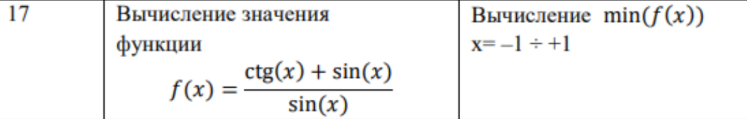 17
Вычисление значения
функции
f(x) = (ctg(x) + sin(x)) / sin(x)
Вычисление min(f(x))
x= –1 ÷ +1